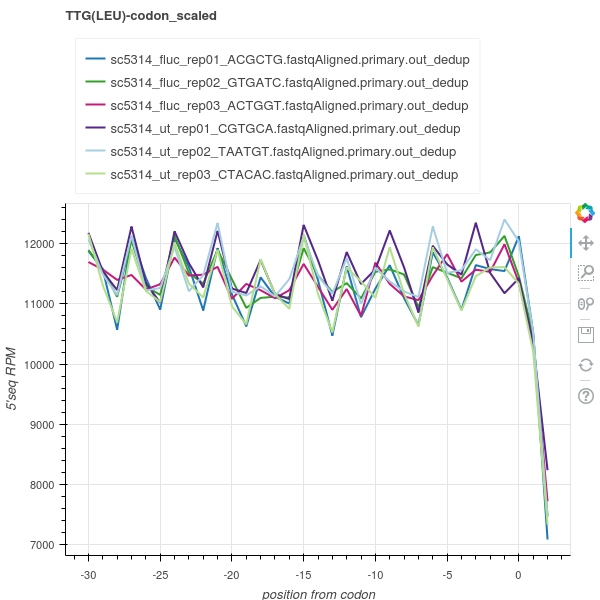 TTG(LEU)-codon_scaled
sc5314_fluc_rep01_ACGCTG.fastqAligned.primary.out_dedup
sc5314_fluc_rep02_GTGATC.fastqAligned.primary.out_dedup
sc5314_fluc_rep03_ACTGGT.fastqAligned.primary.out_dedup
sc5314_ut_rep01_CGTGCA.fastqAligned.primary.out_dedup
sc5314_ut_rep02_TAATGT.fastqAligned.primary.out_dedup
sc5314_ut_rep03_CTACAC.fastqAligned.primary.out_dedup
12000
11000
10000
9000
8000
7000
5'seq RPM
-30 -25 -20 -15 -10 -5 0
position from codon